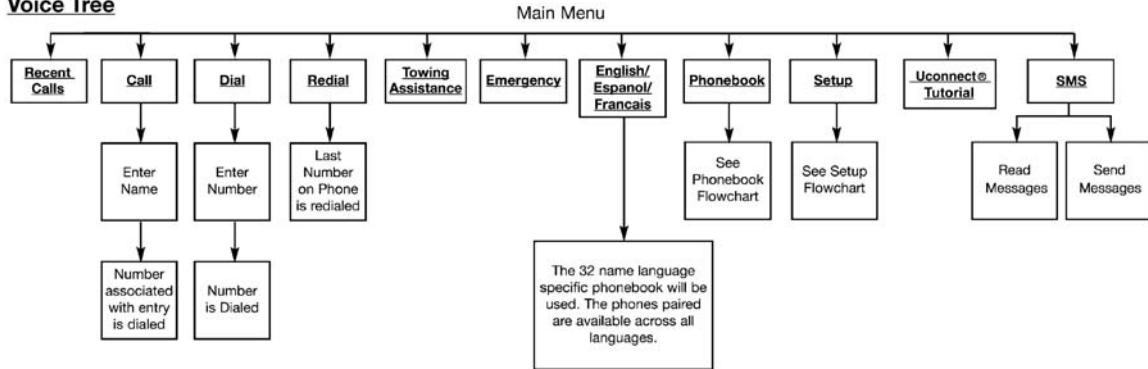 Voice Tree
Main Menu
Recent
Calls
Call
Dial
Redial
Towing
Assistance
Emergency
English/
Espanol/
Francais
Phonebook
Setup
Uconnect®
Tutorial
SMS
Enter
Name
Enter
Number
Last
Number
on Phone
is redialed
See
Phonebook
Flowchart
See Setup
Flowchart
Read
Messages
Send
Messages
Number
associated
with entry
is dialed
Number
is Dialed
The 32 name language
specific phonebook will be
used. The phones paired
are available across all
languages.